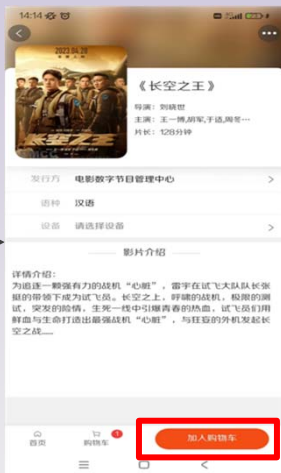 14:14
2023.04.28
长空之王
《长空之王》
导演：刘晓世
主演：王一博,胡军,于适,周冬…
片长：128分钟
发行方 电影数字节目管理中心 >
语种 汉语
设备 请选择设备 >
影片介绍
详情介绍：
为追逐一颗强有力的战机“心脏”，雷宇在试飞大队队长张
挺的带领下成为试飞员。长空之上，呼啸的战机，极限的测
试，突发的险情，生死一线中引爆青春的热血，试飞员们用
鲜血与生命打造出最强战机“心脏”，与狂妄的外机发起长
空之战......
首页 购物车 加入购物车